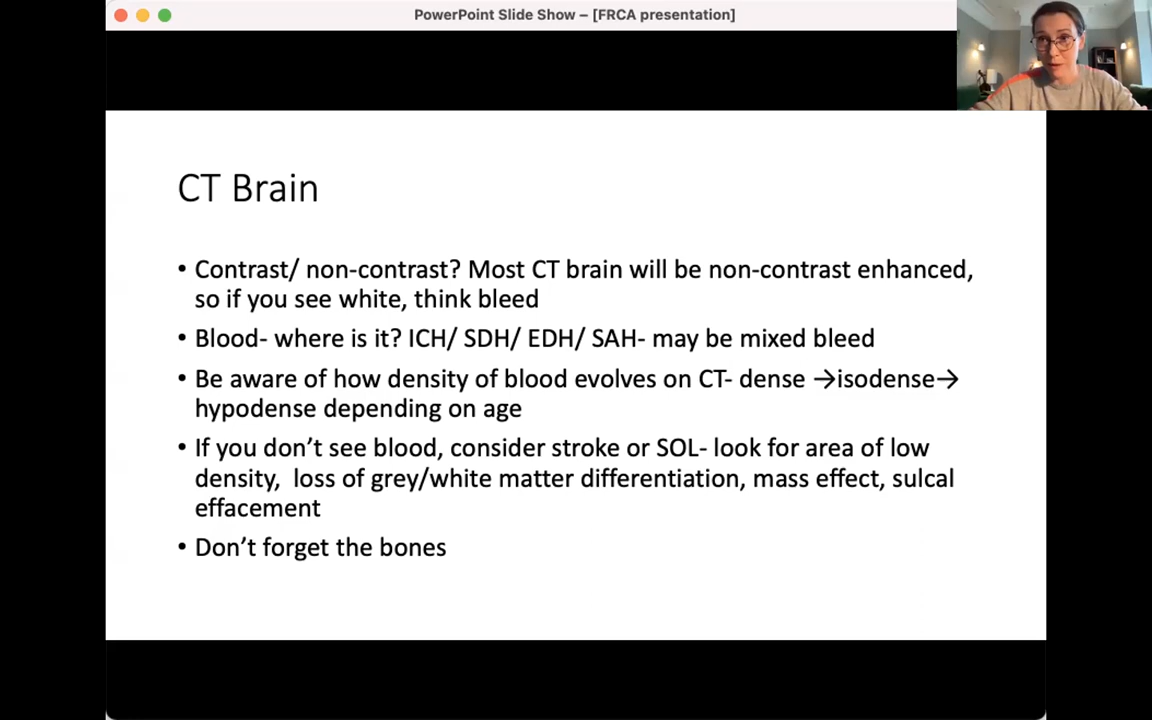 PowerPoint Slide Show – [FRCA presentation]
CT Brain
• Contrast/ non-contrast? Most CT brain will be non-contrast enhanced,
so if you see white, think bleed
• Blood- where is it? ICH/ SDH/ EDH/ SAH- may be mixed bleed
• Be aware of how density of blood evolves on CT- dense →isodense→
hypodense depending on age
• If you don’t see blood, consider stroke or SOL- look for area of low
density,  loss of grey/white matter differentiation, mass effect, sulcal
effacement
• Don’t forget the bones